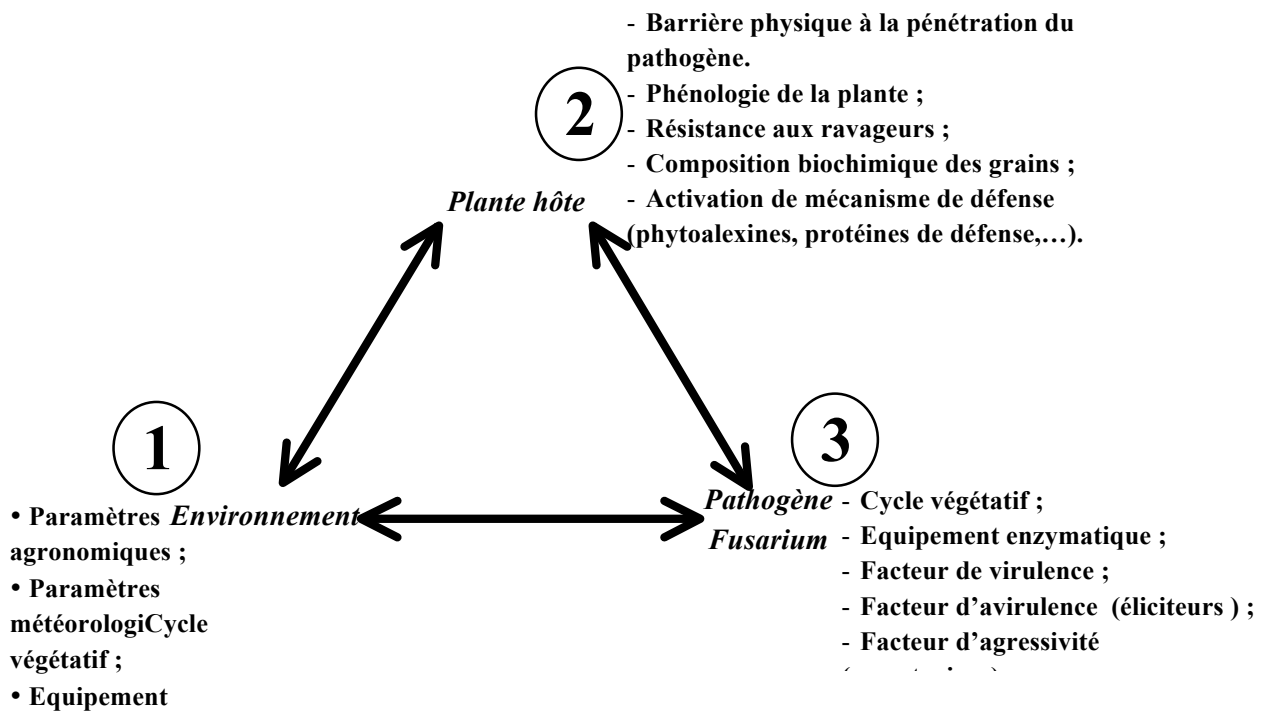 - Barrière physique à la pénétration du
pathogène.
2
- Phénologie de la plante ;
- Résistance aux ravageurs ;
- Composition biochimique des grains ;
Plante hôte
- Activation de mécanisme de défense
(phytoalexines, protéines de défense,…).
1
3
• Paramètres
agronomiques ;
• Paramètres
météorologiCycle
végétatif ;
• Equipement
Environnement
Pathogène
Fusarium
- Cycle végétatif ;
- Equipement enzymatique ;
- Facteur de virulence ;
- Facteur d’avirulence (éliciteurs ) ;
- Facteur d’agressivité